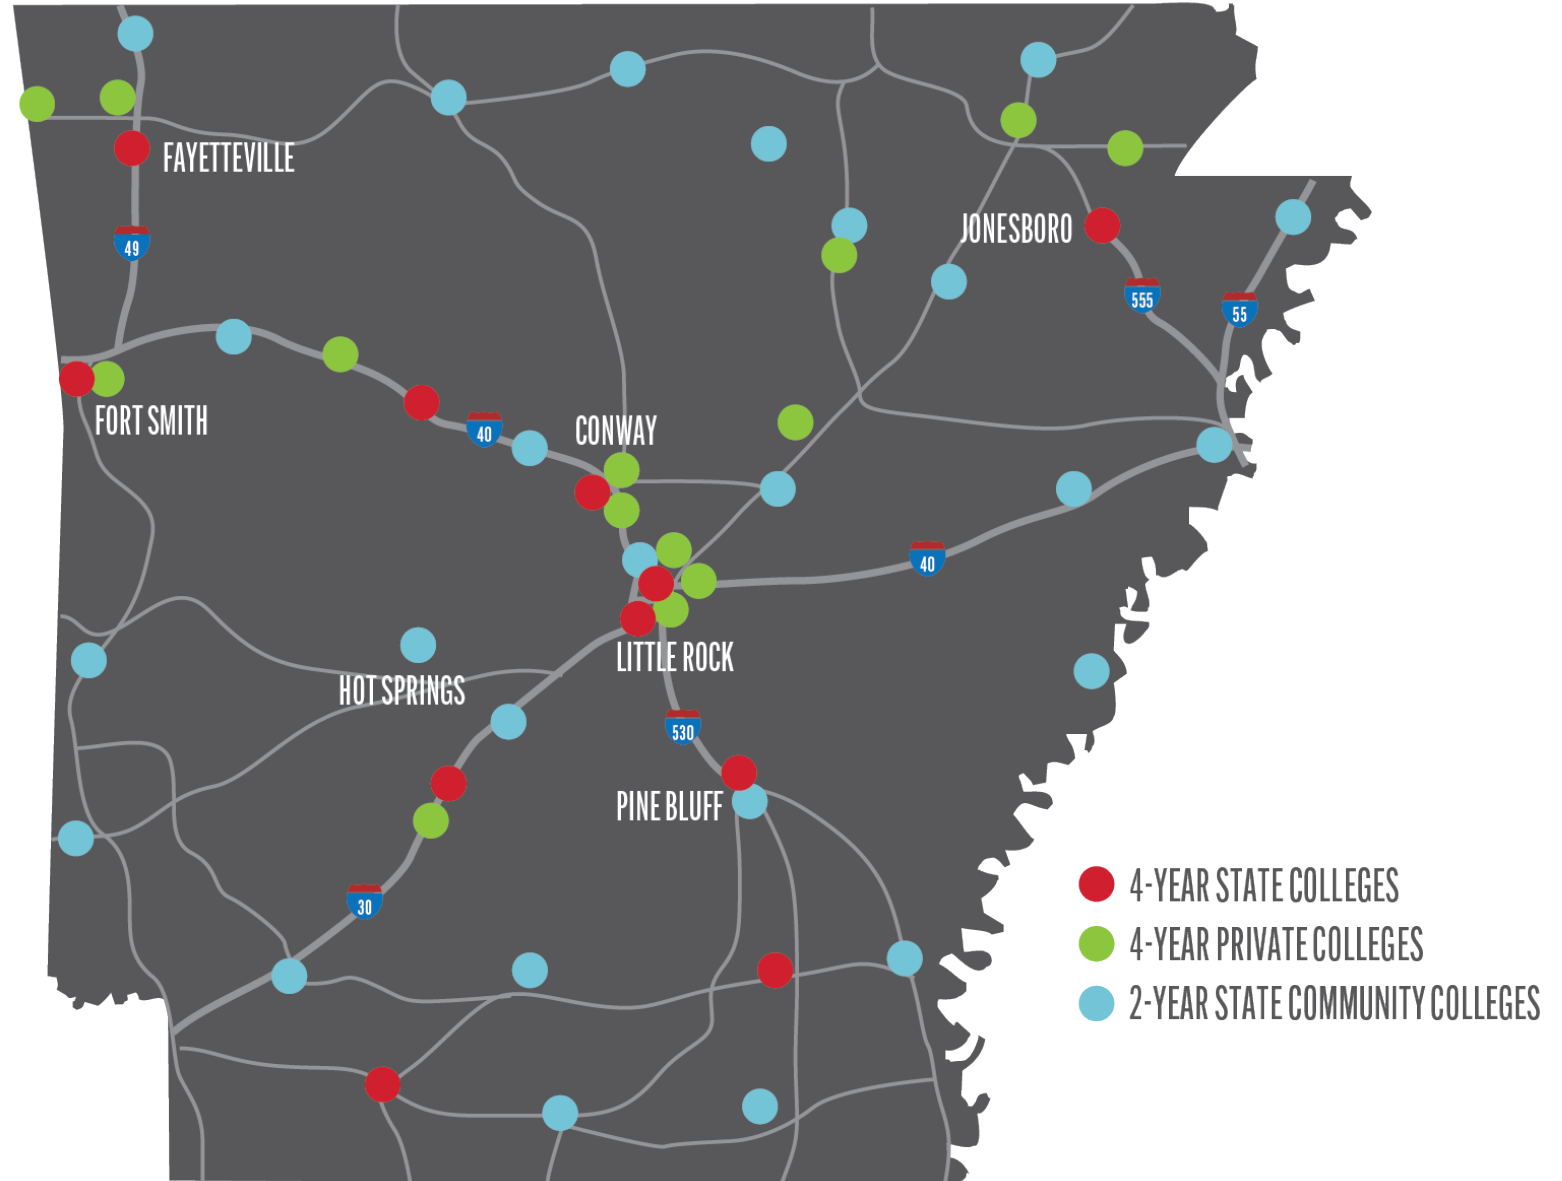 FAYETTEVILLE
JONESBORO
49
555
55
FORT SMITH
CONWAY
40
40
LITTLE ROCK
HOT SPRINGS
530
PINE BLUFF
30
4-YEAR STATE COLLEGES
4-YEAR PRIVATE COLLEGES
2-YEAR STATE COMMUNITY COLLEGES